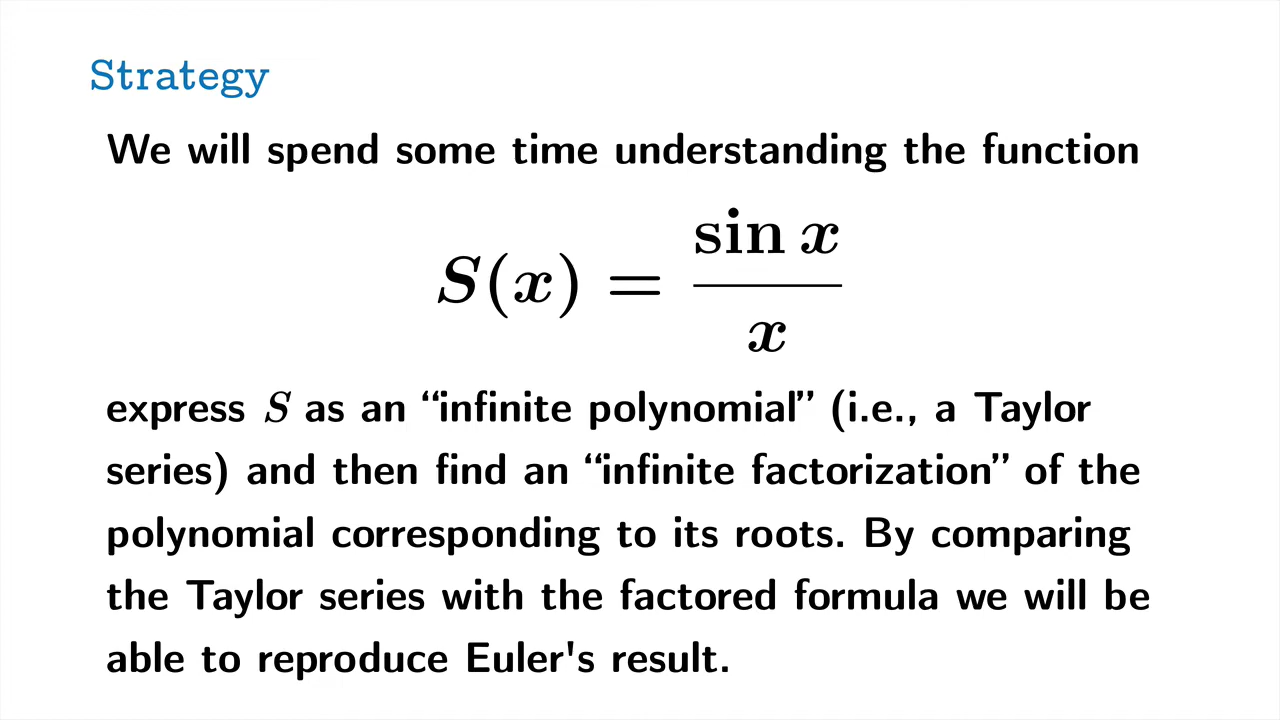 Strategy
We will spend some time understanding the function
S(x) = sin x / x
express S as an “infinite polynomial” (i.e., a Taylor
series) and then find an “infinite factorization” of the
polynomial corresponding to its roots. By comparing
the Taylor series with the factored formula we will be
able to reproduce Euler's result.